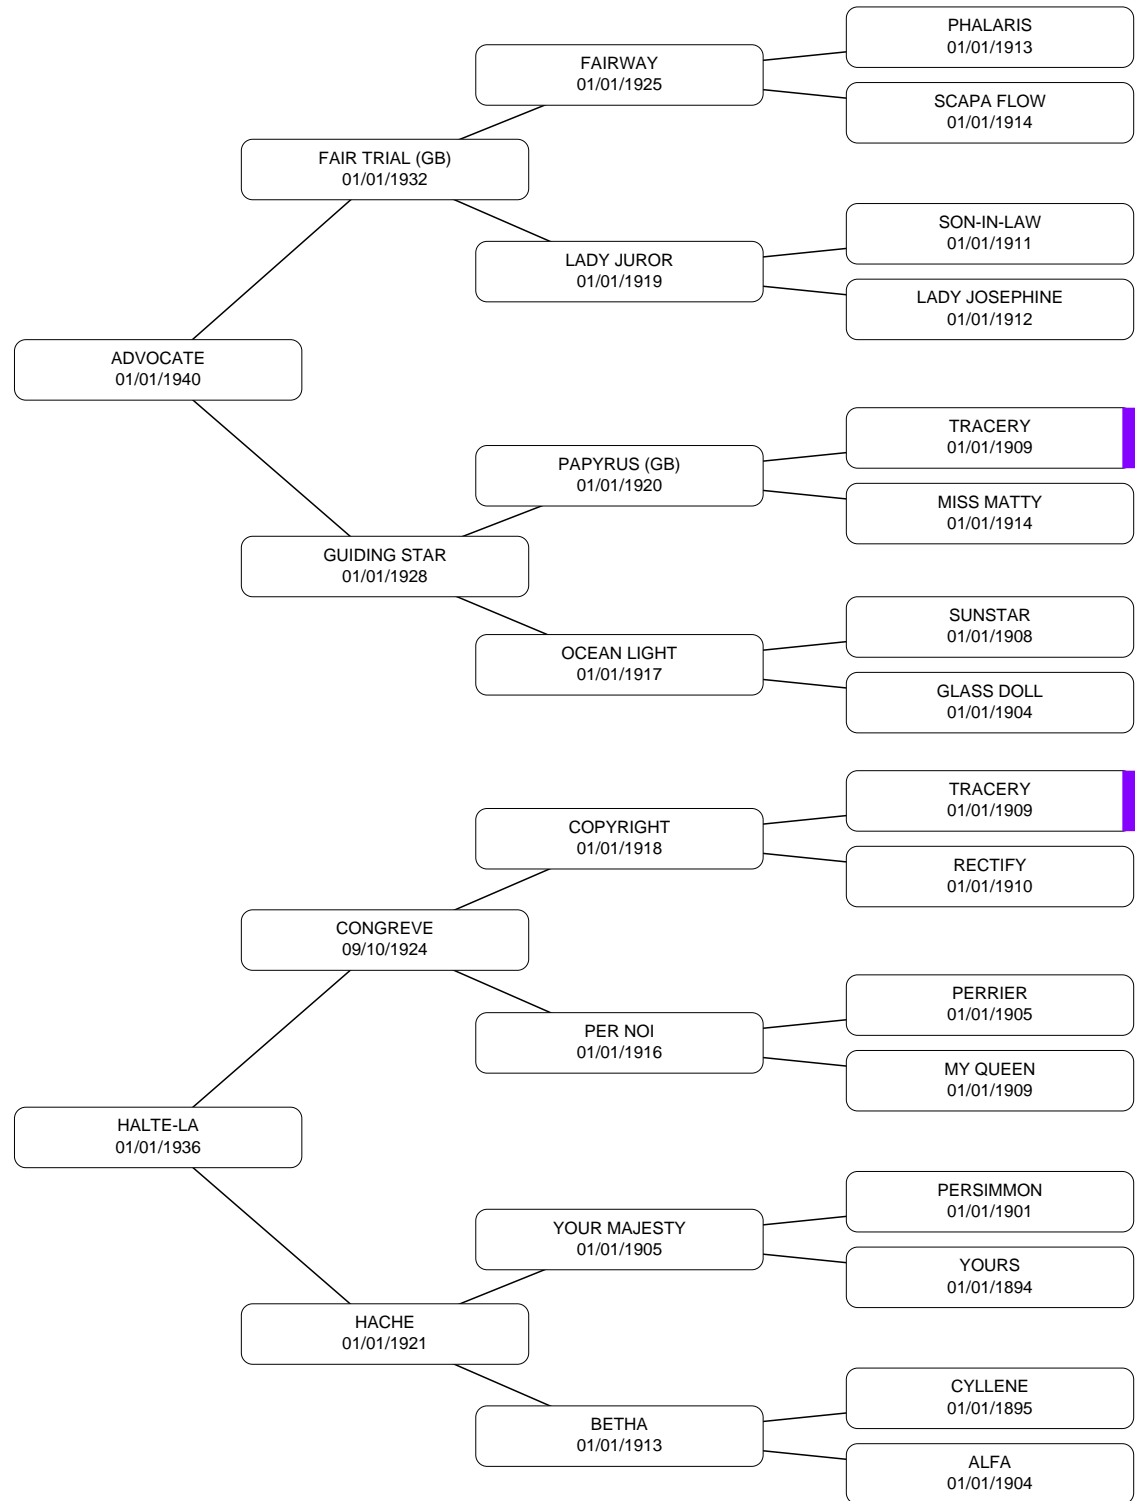 PHALARIS
01/01/1913
FAIRWAY
01/01/1925
SCAPA FLOW
01/01/1914
FAIR TRIAL (GB)
01/01/1932
SON-IN-LAW
01/01/1911
LADY JUROR
01/01/1919
LADY JOSEPHINE
01/01/1912
ADVOCATE
01/01/1940
TRACERY
01/01/1909
PAPYRUS (GB)
01/01/1920
MISS MATTY
01/01/1914
GUIDING STAR
01/01/1928
SUNSTAR
01/01/1908
OCEAN LIGHT
01/01/1917
GLASS DOLL
01/01/1904
TRACERY
01/01/1909
COPYRIGHT
01/01/1918
RECTIFY
01/01/1910
CONGREVE
09/10/1924
PERRIER
01/01/1905
PER NOI
01/01/1916
MY QUEEN
01/01/1909
HALTE-LA
01/01/1936
PERSIMMON
01/01/1901
YOUR MAJESTY
01/01/1905
YOURS
01/01/1894
HACHE
01/01/1921
CYLLENE
01/01/1895
BETHA
01/01/1913
ALFA
01/01/1904